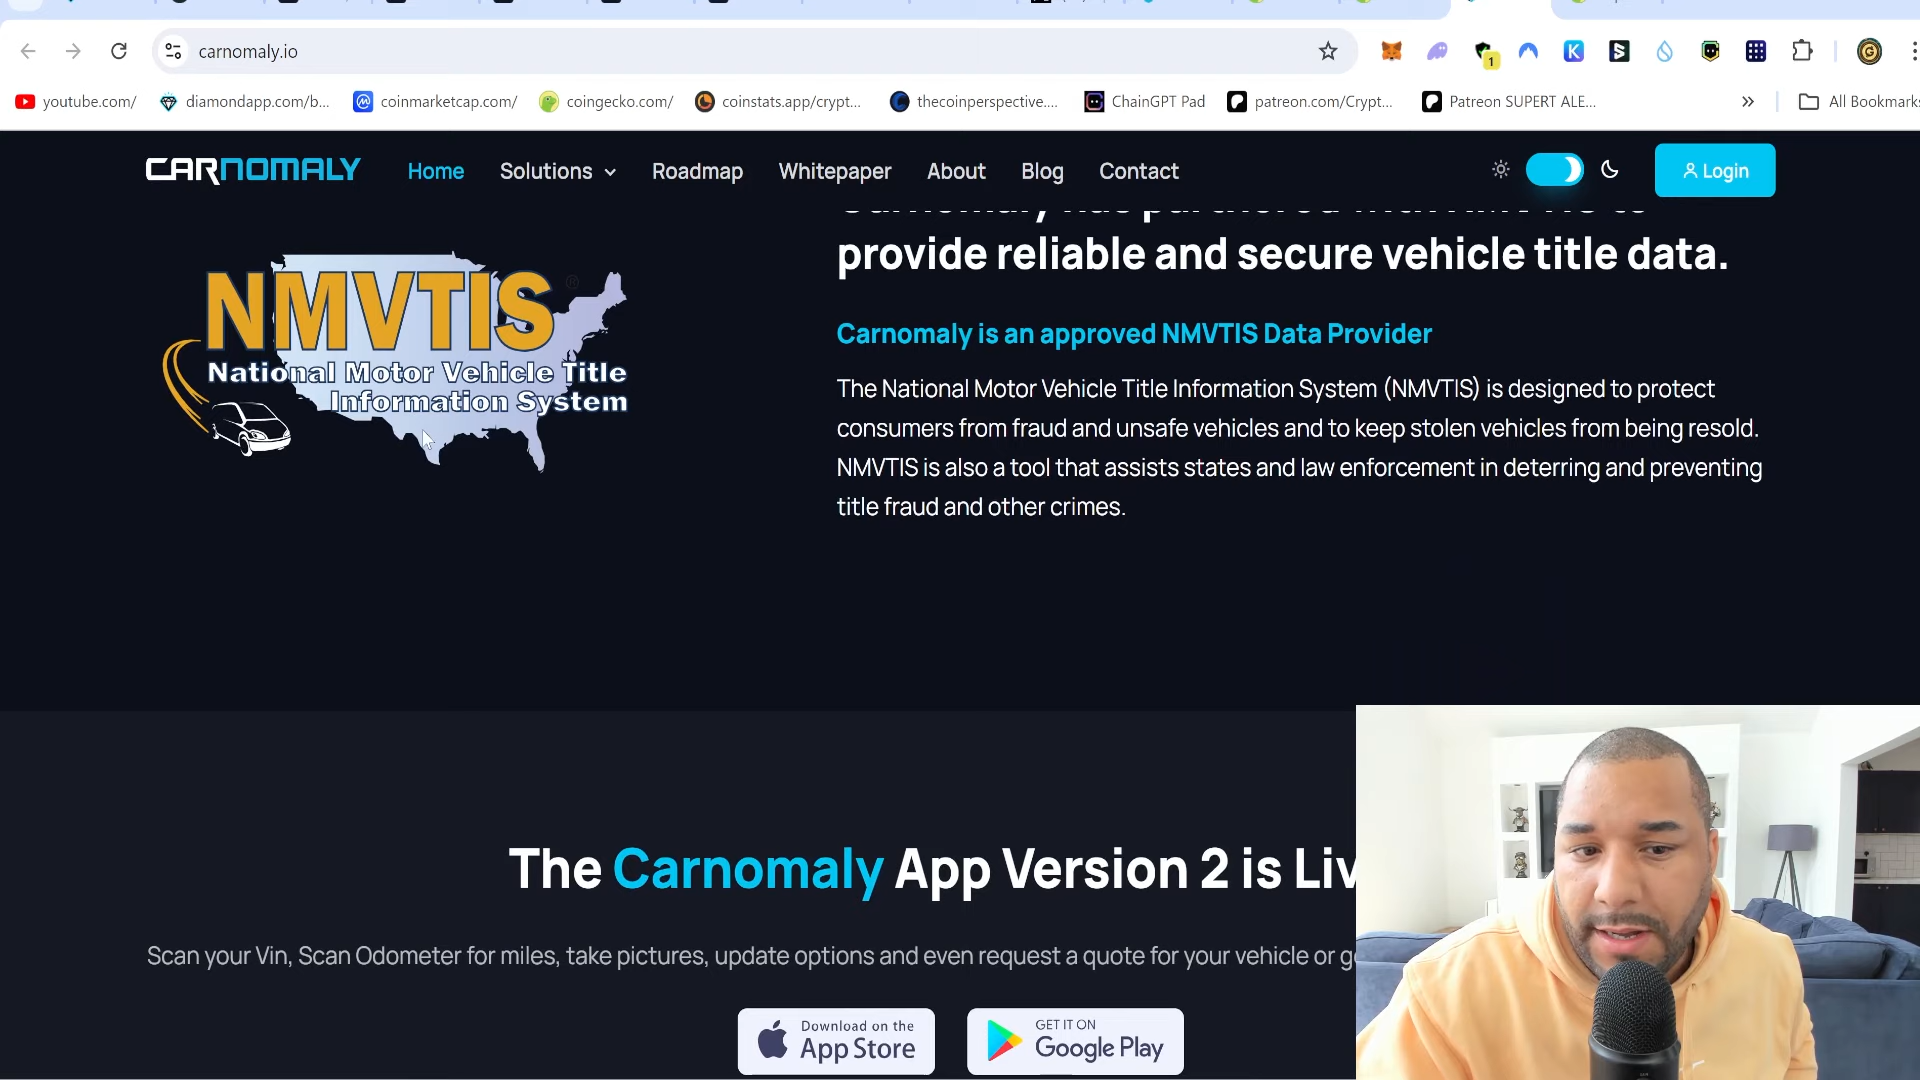 carnomaly.io
1
youtube.com/
diamondapp.com/b...
coinmarketcap.com/
coingecko.com/
coinstats.app/crypt...
thecoinperspective....
ChainGPT Pad
patreon.com/Crypt...
Patreon SUPERT ALE...
»
All Bookmarks
CARNOMALY
Home
Solutions
Roadmap
Whitepaper
About
Blog
Contact
Login
NMVTIS
National Motor Vehicle Title
Information System
provide reliable and secure vehicle title data.
Carnomaly is an approved NMVTIS Data Provider
The National Motor Vehicle Title Information System (NMVTIS) is designed to protect
consumers from fraud and unsafe vehicles and to keep stolen vehicles from being resold.
NMVTIS is also a tool that assists states and law enforcement in deterring and preventing
title fraud and other crimes.
The Carnomaly App Version 2 is Liv
Scan your Vin, Scan Odometer for miles, take pictures, update options and even request a quote for your vehicle or g
Download on the
App Store
GET IT ON
Google Play